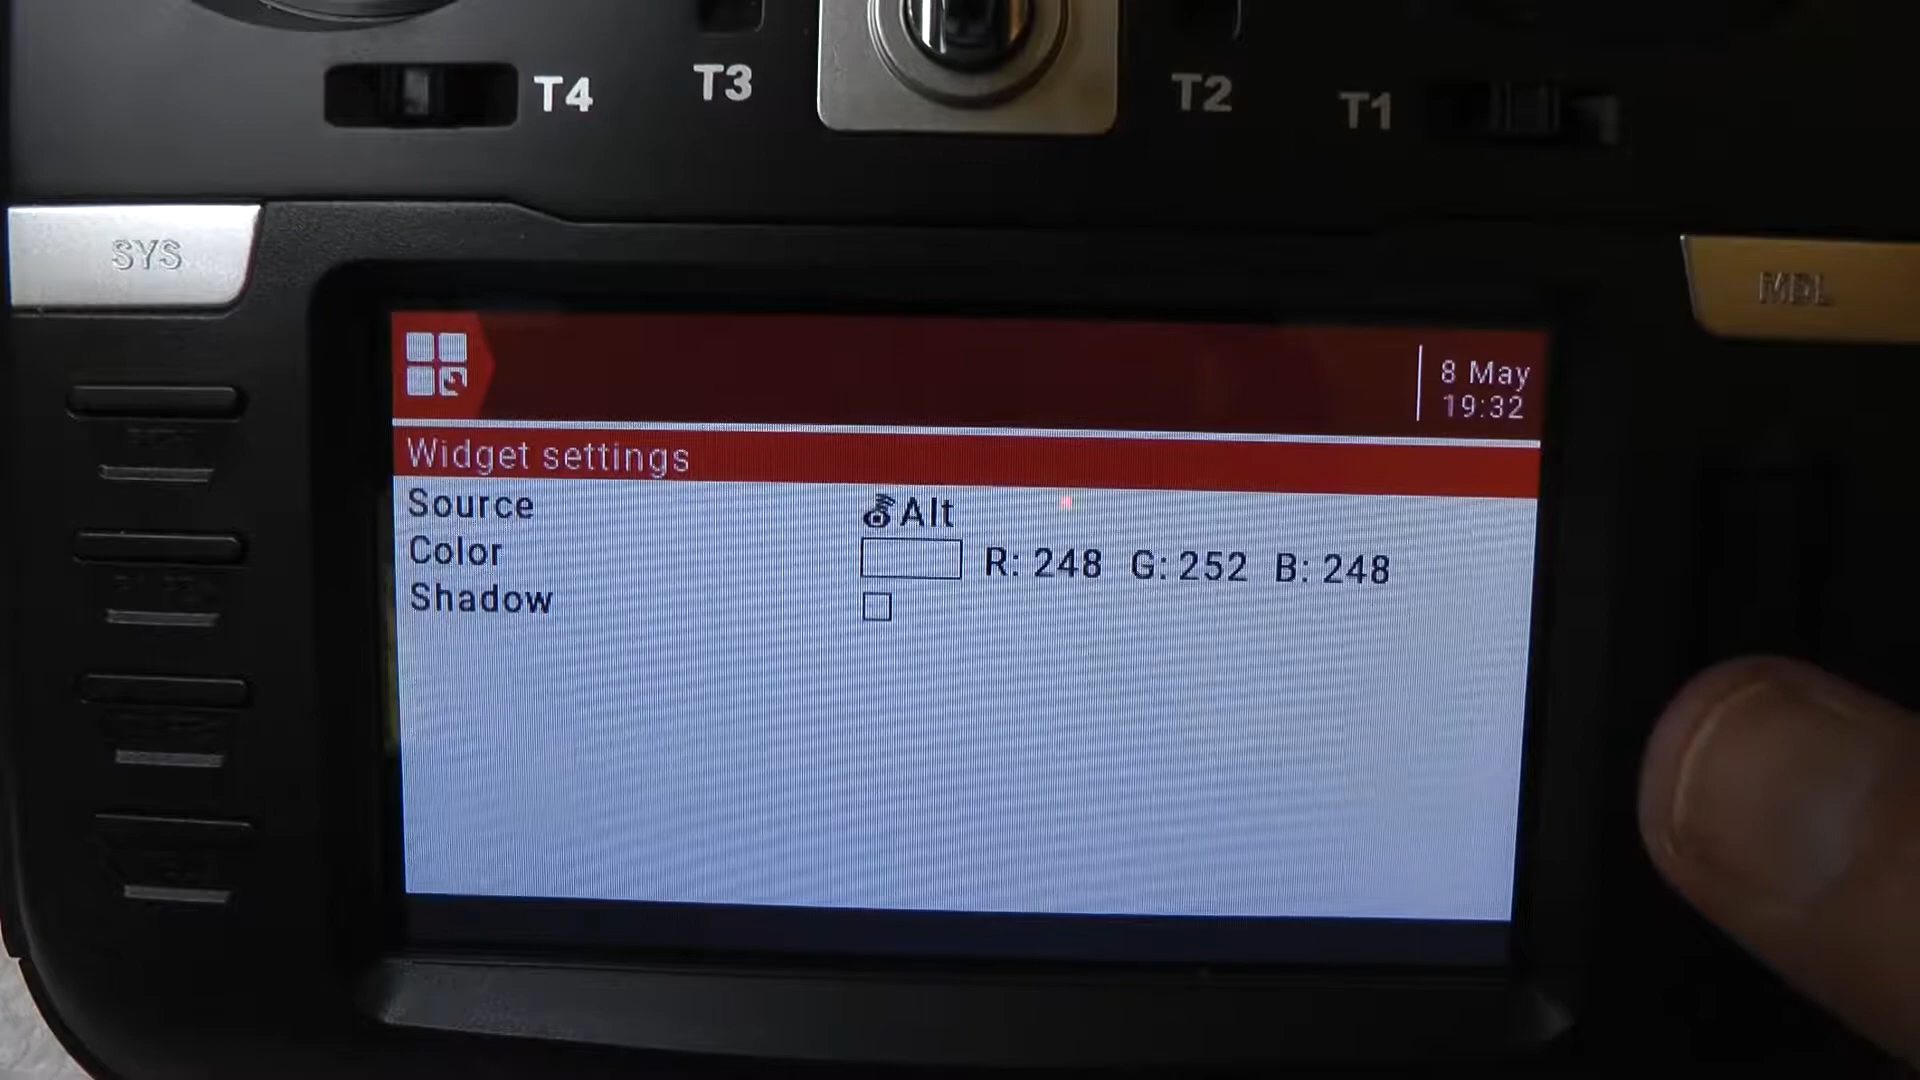 T4
T3
T2
T1
SYS
MDL
8 May
19:32
Widget settings
Source Alt
Color R: 248 G: 252 B: 248
Shadow